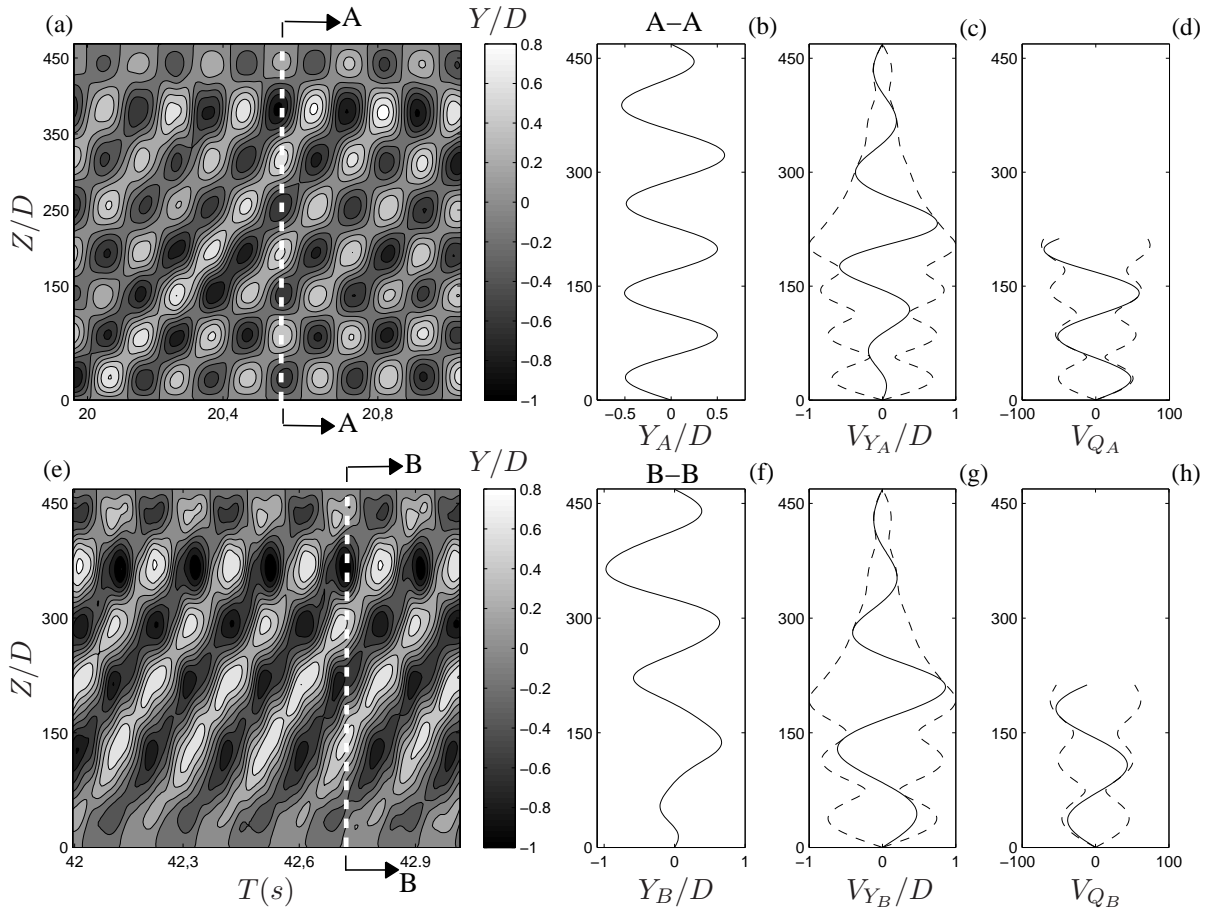 (a) A Y/D A–A (b) (c) (d)
450 0.8 450 450 450
0.6
350 0.4
0.2 300 300 300
Z/D 250 0
−0.2
150 −0.4 150 150 150
−0.6
−0.8
0 −1 0 0 0
20 20,4 20,8 −0.5 0 0.5 −1 0 1 −100 0 100
A Y_A/D V_{Y_A}/D V_{Q_A}
(e) B Y/D B–B (f) (g) (h)
450 0.8 450 450 450
0.6
0.4
300 0.2 300 300 300
Z/D 0
−0.2
150 −0.4 150 150 150
−0.6
−0.8
0 −1 0 0 0
42 42,3 42,6 42.9 −1 0 1 −1 0 1 −100 0 100
T(s) B Y_B/D V_{Y_B}/D V_{Q_B}